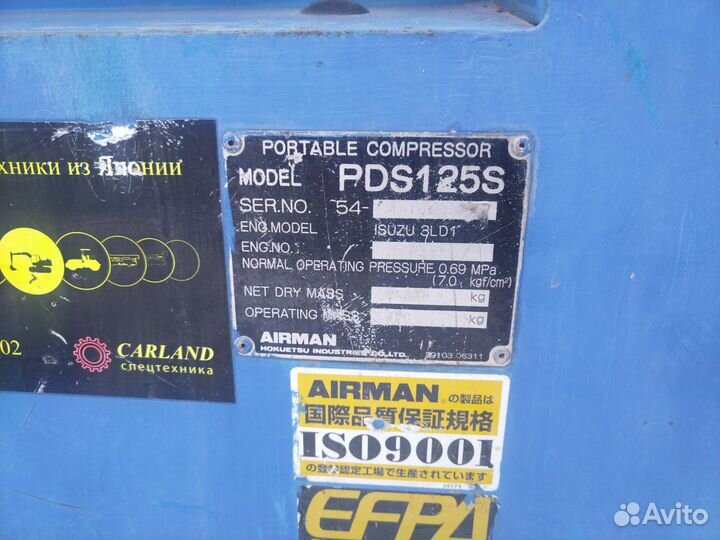 хники из Японии
02
CARLAND
спецтехника
PORTABLE COMPRESSOR
MODEL PDS125S
SER.NO. 54-
ENG.MODEL ISUZU 3LD1
ENG.NO.
NORMAL OPERATING PRESSURE 0.69 MPa
(7.0 kgf/cm²)
NET DRY MASS kg
OPERATING MASS kg
AIRMAN
HOKUETSU INDUSTRIES CO.,LTD. 39103 06311
AIRMAN の製品は
国際品質保証規格
ISO9001
の登録認定工場で生産されています
EFPA
Avito